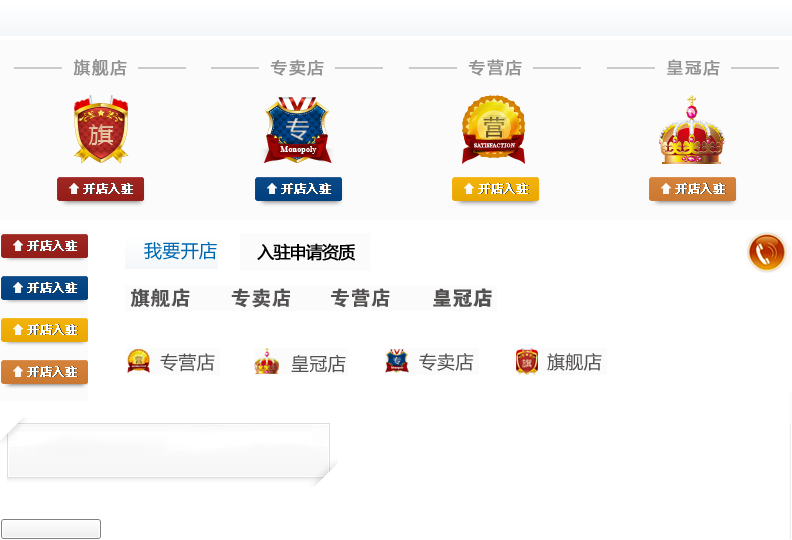 旗舰店 专卖店 专营店 皇冠店
旗 专 营
Monopoly SATISFACTION
开店入驻 开店入驻 开店入驻 开店入驻
开店入驻 我要开店 入驻申请资质
开店入驻 旗舰店 专卖店 专营店 皇冠店
开店入驻
开店入驻 营 专营店 皇冠店 专 专卖店 旗 旗舰店